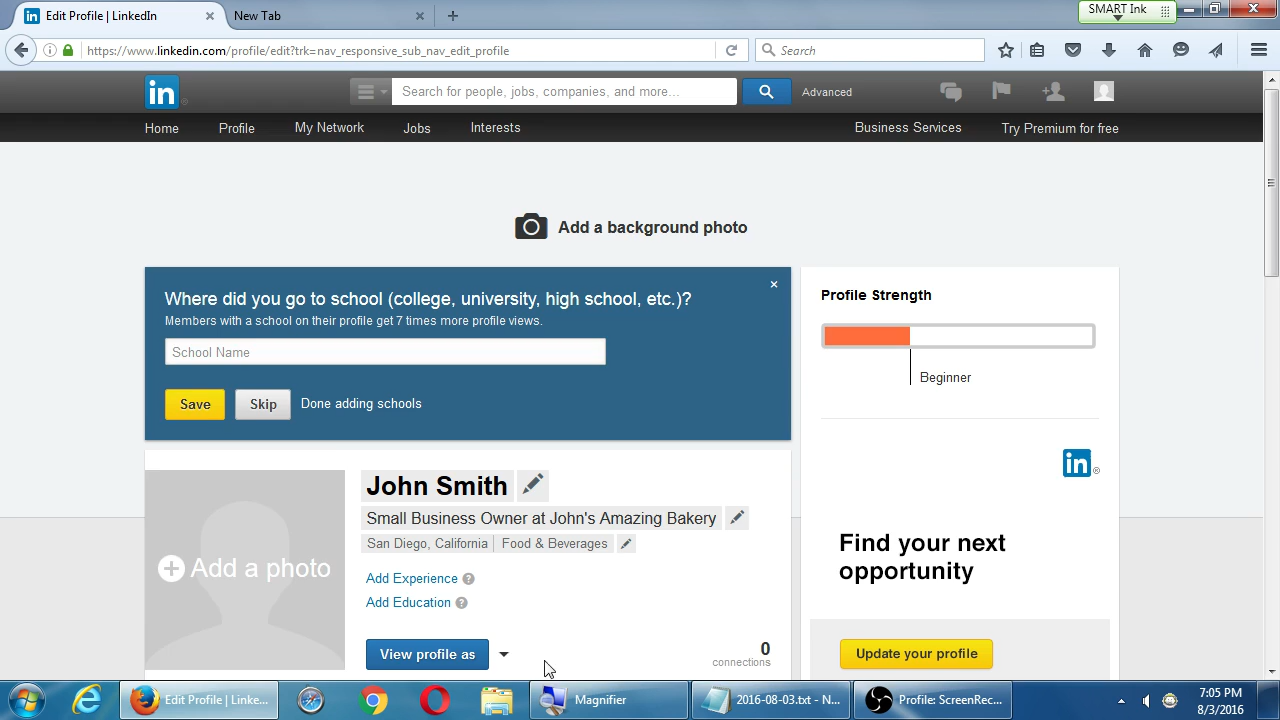 Edit Profile | LinkedIn
New Tab
SMART Ink
https://www.linkedin.com/profile/edit?trk=nav_responsive_sub_nav_edit_profile
Search
in
Search for people, jobs, companies, and more...
Advanced
Home
Profile
My Network
Jobs
Interests
Business Services
Try Premium for free
Add a background photo
Where did you go to school (college, university, high school, etc.)?
Members with a school on their profile get 7 times more profile views.
School Name
Save
Skip
Done adding schools
Profile Strength
Beginner
in
Add a photo
John Smith
Small Business Owner at John's Amazing Bakery
San Diego, California
Food & Beverages
Add Experience ?
Add Education ?
View profile as
0
connections
Find your next
opportunity
Update your profile
Edit Profile | Linke...
Magnifier
2016-08-03.txt - N...
Profile: ScreenRec...
7:05 PM
8/3/2016